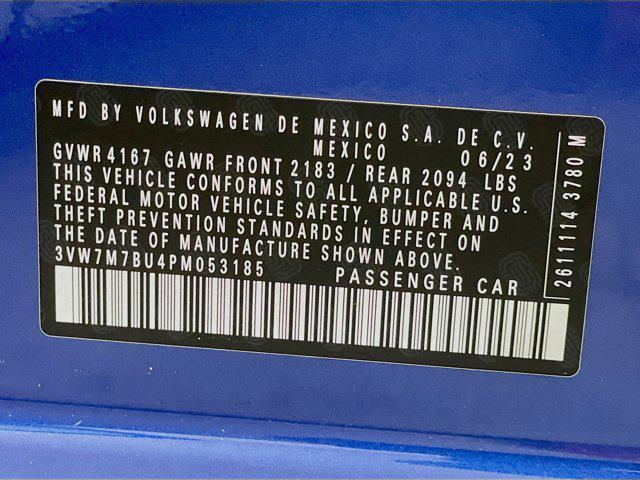 MFD BY VOLKSWAGEN DE MEXICO S.A. DE C.V.
MEXICO 06/23
GVWR 4167 GAWR FRONT 2183 / REAR 2094 LBS
THIS VEHICLE CONFORMS TO ALL APPLICABLE U.S.
FEDERAL MOTOR VEHICLE SAFETY, BUMPER AND
THEFT PREVENTION STANDARDS IN EFFECT ON
THE DATE OF MANUFACTURE SHOWN ABOVE.
3VW7M7BU4PM053185 PASSENGER CAR
26111114 3780 M